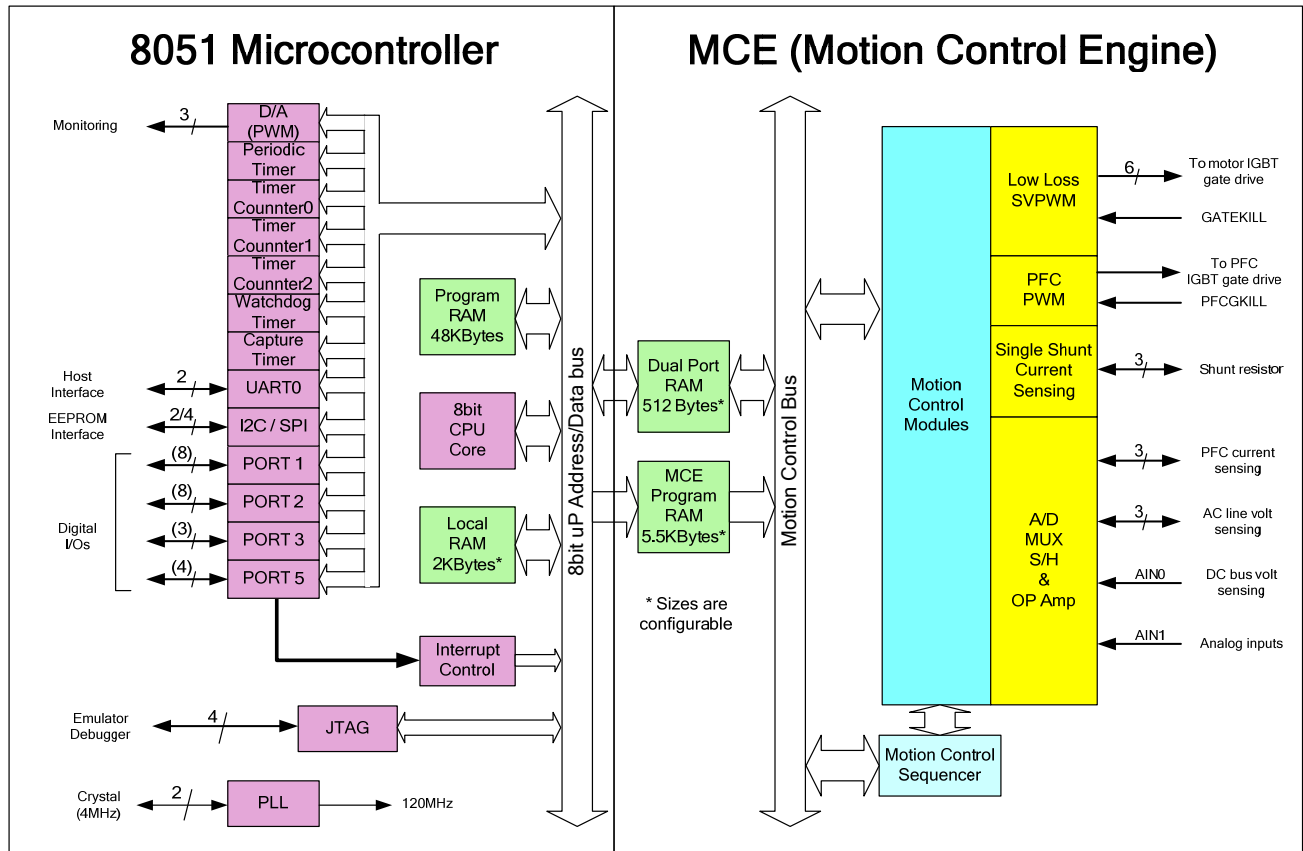 8051 Microcontroller
Monitoring
3
D/A
(PWM)
Periodic
Timer
Timer
Counnter0
Timer
Counnter1
Timer
Counnter2
Watchdog
Timer
Capture
Timer
Host
Interface
2
UART0
EEPROM
Interface
2/4
I2C / SPI
Digital
I/Os
(8)
PORT 1
(8)
PORT 2
(3)
PORT 3
(4)
PORT 5
Program
RAM
48KBytes
8bit
CPU
Core
Local
RAM
2KBytes*
Interrupt
Control
Emulator
Debugger
4
JTAG
Crystal
(4MHz)
2
PLL
120MHz
8bit uP Address/Data bus
MCE (Motion Control Engine)
Dual Port
RAM
512 Bytes*
MCE
Program
RAM
5.5KBytes*
* Sizes are
configurable
Motion Control Bus
Motion
Control
Modules
Low Loss
SVPWM
6
To motor IGBT
gate drive
GATEKILL
PFC
PWM
To PFC
IGBT gate drive
PFCGKILL
Single Shunt
Current
Sensing
3
Shunt resistor
A/D
MUX
S/H
&
OP Amp
3
PFC current
sensing
3
AC line volt
sensing
AIN0
DC bus volt
sensing
AIN1
Analog inputs
Motion Control
Sequencer